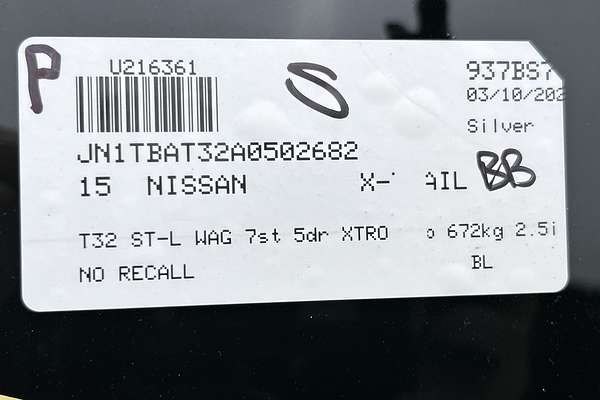 P
S
U216361
937BS7
03/10/202
JN1TBAT32A0502682
Silver
15 NISSAN X-T AIL
BB
T32 ST-L WAG 7st 5dr XTRO o 672kg 2.5i
NO RECALL
BL